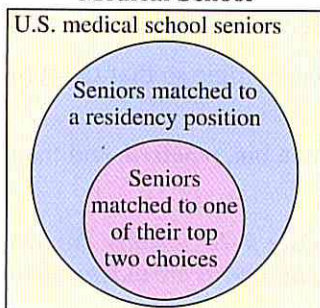 U.S. medical school seniors
Seniors matched to
a residency position
Seniors
matched to one
of their top
two choices